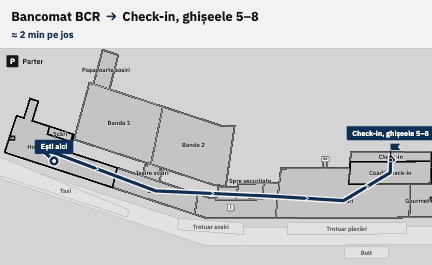 Bancomat BCR → Check-in, ghișeele 5–8
≈ 2 min pe jos
P Parter
Pașapoarte sosiri
Banda 1
Banda 2
Scări
Ești aici
Check-in, ghișeele 5–8
Ieșire sosiri
Spre securitate
Coadă check-in
Gourmet
Taxi
Trotuar sosiri
Trotuar plecări
Bolt